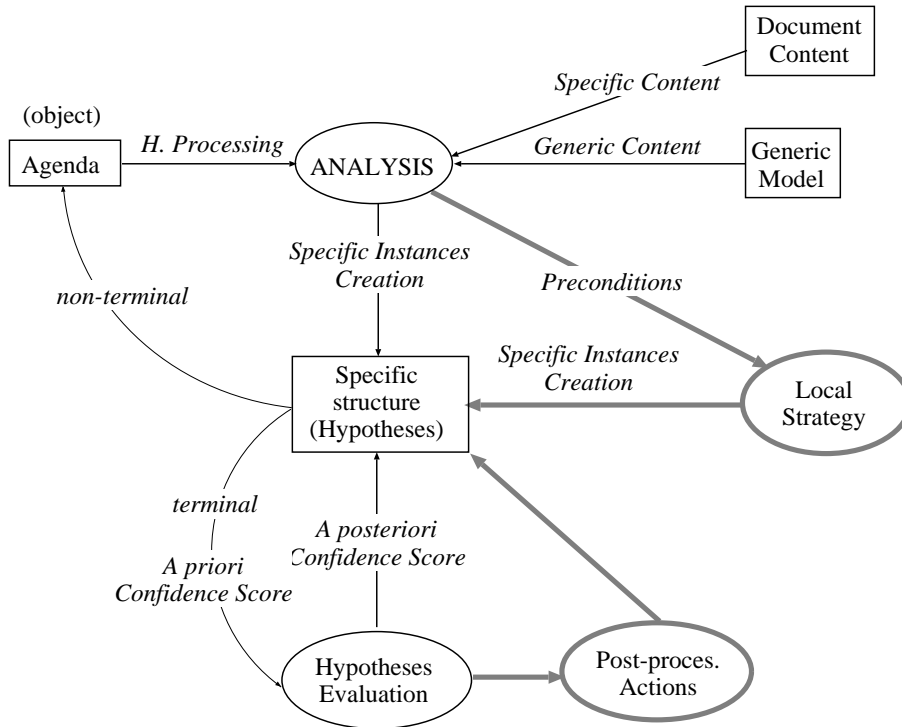 Document
Content
Specific Content
(object)
H. Processing
Generic Content
Agenda
ANALYSIS
Generic
Model
Specific Instances
Creation
Preconditions
non-terminal
Specific Instances
Creation
Specific
structure
(Hypotheses)
Local
Strategy
terminal
A posteriori
Confidence Score
A priori
Confidence Score
Hypotheses
Evaluation
Post-proces.
Actions